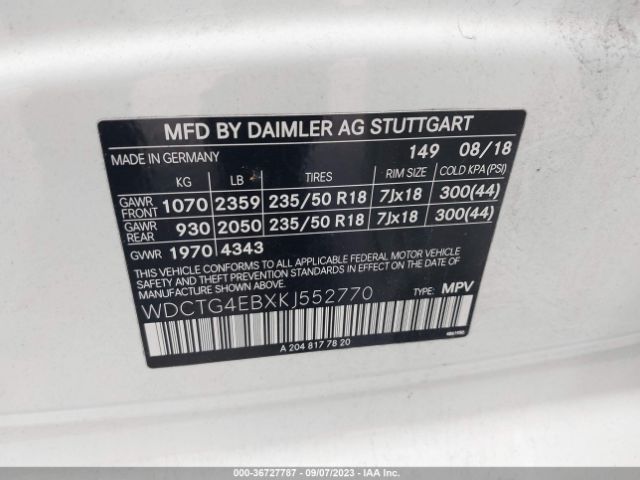 MFD BY DAIMLER AG STUTTGART
MADE IN GERMANY 149 08/18
KG LB TIRES RIM SIZE COLD KPA(PSI)
GAWR FRONT 1070 2359 235/50 R18 7Jx18 300(44)
GAWR REAR 930 2050 235/50 R18 7Jx18 300(44)
GVWR 1970 4343
THIS VEHICLE CONFORMS TO ALL APPLICABLE FEDERAL MOTOR VEHICLE
SAFETY AND THEFT PREVENTION STANDARDS IN EFFECT ON THE DATE OF
MANUFACTURE SHOWN ABOVE.
WDCTG4EBXKJ552770 TYPE: MPV
A 204 817 78 20
000-36727787 - 09/07/2023 - IAA Inc.